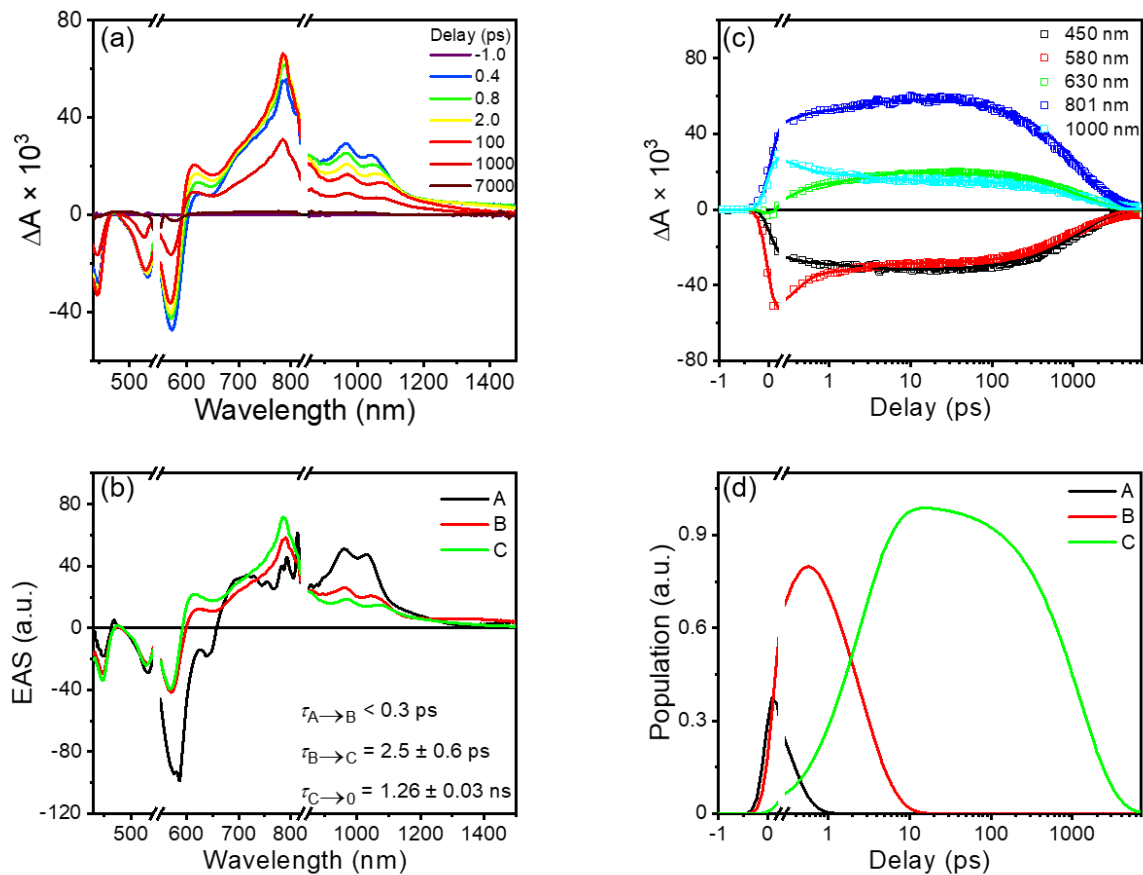 (a)
Delay (ps)
-1.0
0.4
0.8
2.0
100
1000
7000
80
40
0
-40
ΔA × 10³
500
600
700
800
1000
1200
1400
Wavelength (nm)
(c)
450 nm
580 nm
630 nm
801 nm
1000 nm
80
40
0
-40
-80
ΔA × 10³
-1
0
1
10
100
1000
Delay (ps)
(b)
A
B
C
80
40
0
-40
-80
-120
EAS (a.u.)
τA→B < 0.3 ps
τB→C = 2.5 ± 0.6 ps
τC→0 = 1.26 ± 0.03 ns
500
600
700
800
1000
1200
1400
Wavelength (nm)
(d)
A
B
C
0.9
0.6
0.3
0.0
Population (a.u.)
-1
0
1
10
100
1000
Delay (ps)